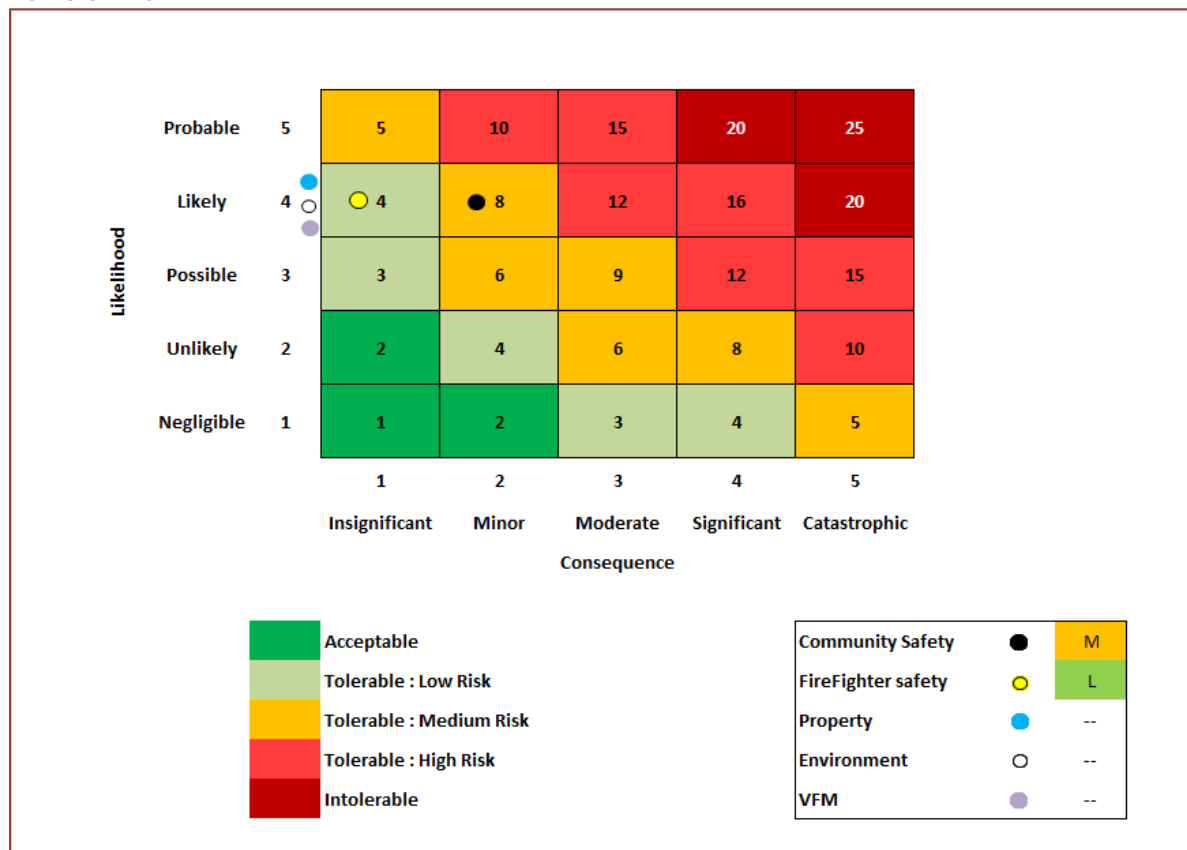 Probable 5 5 10 15 20 25
Likely 4 4 8 12 16 20
Likelihood
Possible 3 3 6 9 12 15
Unlikely 2 2 4 6 8 10
Negligible 1 1 2 3 4 5
1 2 3 4 5
Insignificant Minor Moderate Significant Catastrophic
Consequence
Acceptable
Tolerable : Low Risk
Tolerable : Medium Risk
Tolerable : High Risk
Intolerable
Community Safety M
FireFighter safety L
Property --
Environment --
VFM --